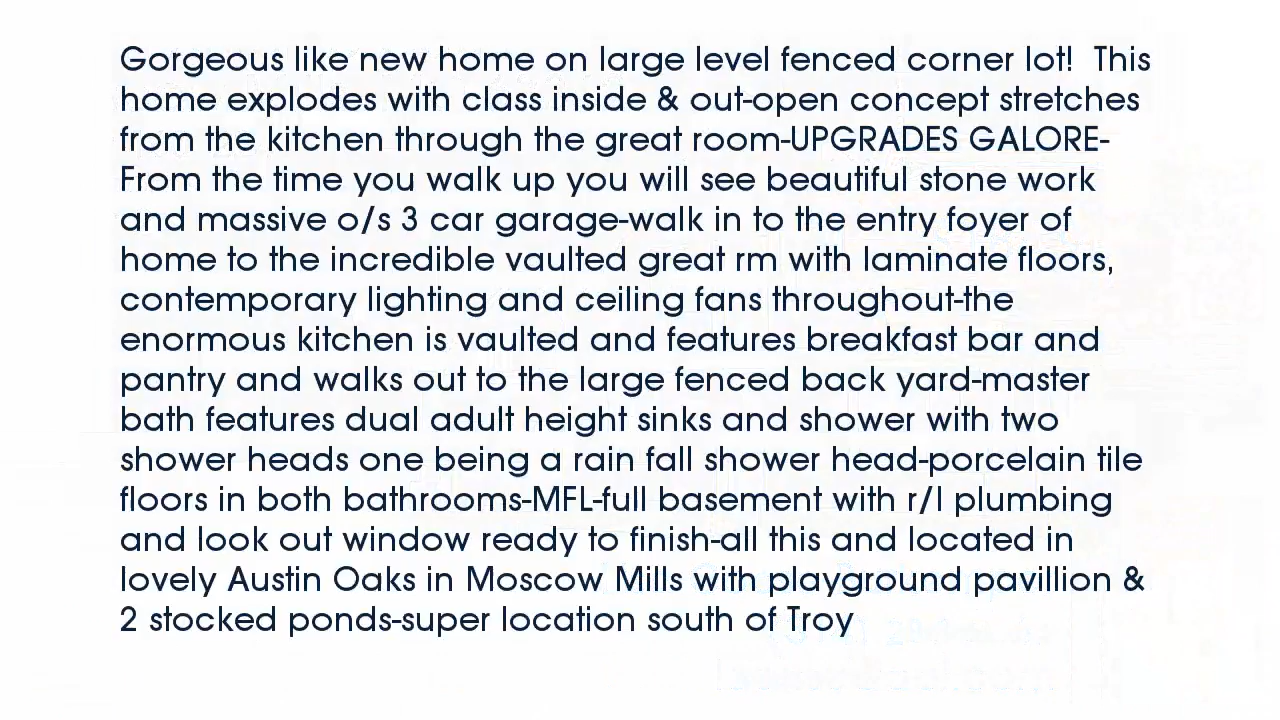 Gorgeous like new home on large level fenced corner lot!  This
home explodes with class inside & out-open concept stretches
from the kitchen through the great room-UPGRADES GALORE-
From the time you walk up you will see beautiful stone work
and massive o/s 3 car garage-walk in to the entry foyer of
home to the incredible vaulted great rm with laminate floors,
contemporary lighting and ceiling fans throughout-the
enormous kitchen is vaulted and features breakfast bar and
pantry and walks out to the large fenced back yard-master
bath features dual adult height sinks and shower with two
shower heads one being a rain fall shower head-porcelain tile
floors in both bathrooms-MFL-full basement with r/I plumbing
and look out window ready to finish-all this and located in
lovely Austin Oaks in Moscow Mills with playground pavillion &
2 stocked ponds-super location south of Troy